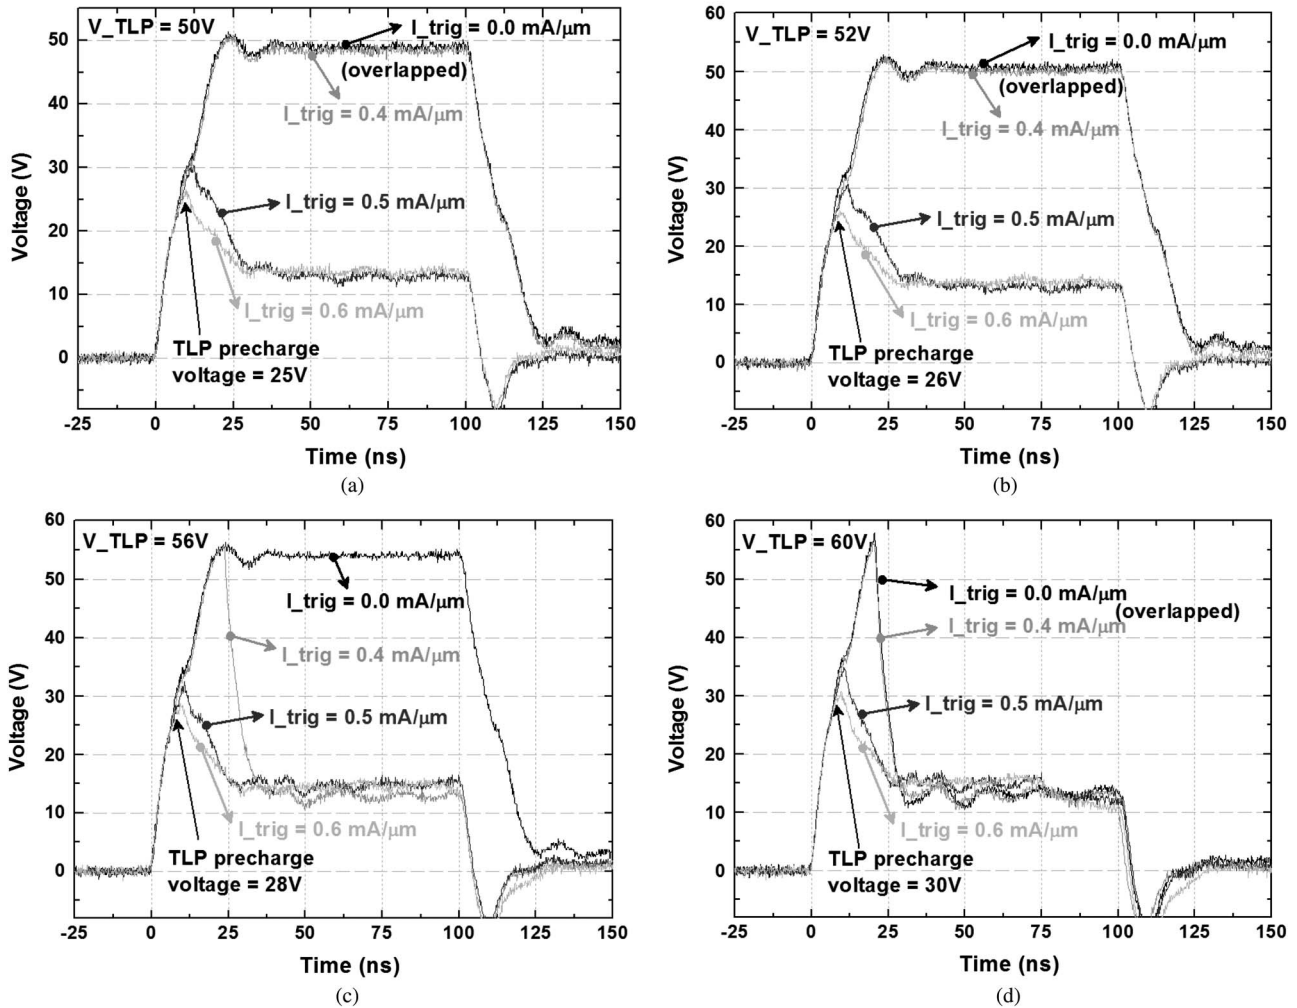 V_TLP = 50V
I_trig = 0.0 mA/μm
(overlapped)
I_trig = 0.4 mA/μm
I_trig = 0.5 mA/μm
I_trig = 0.6 mA/μm
TLP precharge
voltage = 25V
Voltage (V)
50
40
30
20
10
0
-25 0 25 50 75 100 125 150
Time (ns)
(a)
V_TLP = 52V
I_trig = 0.0 mA/μm
(overlapped)
I_trig = 0.4 mA/μm
I_trig = 0.5 mA/μm
I_trig = 0.6 mA/μm
TLP precharge
voltage = 26V
Voltage (V)
60
50
40
30
20
10
0
-25 0 25 50 75 100 125 150
Time (ns)
(b)
V_TLP = 56V
I_trig = 0.0 mA/μm
I_trig = 0.4 mA/μm
I_trig = 0.5 mA/μm
I_trig = 0.6 mA/μm
TLP precharge
voltage = 28V
Voltage (V)
60
50
40
30
20
10
0
-25 0 25 50 75 100 125 150
Time (ns)
(c)
V_TLP = 60V
I_trig = 0.0 mA/μm
(overlapped)
I_trig = 0.4 mA/μm
I_trig = 0.5 mA/μm
I_trig = 0.6 mA/μm
TLP precharge
voltage = 30V
Voltage (V)
60
50
40
30
20
10
0
-25 0 25 50 75 100 125 150
Time (ns)
(d)